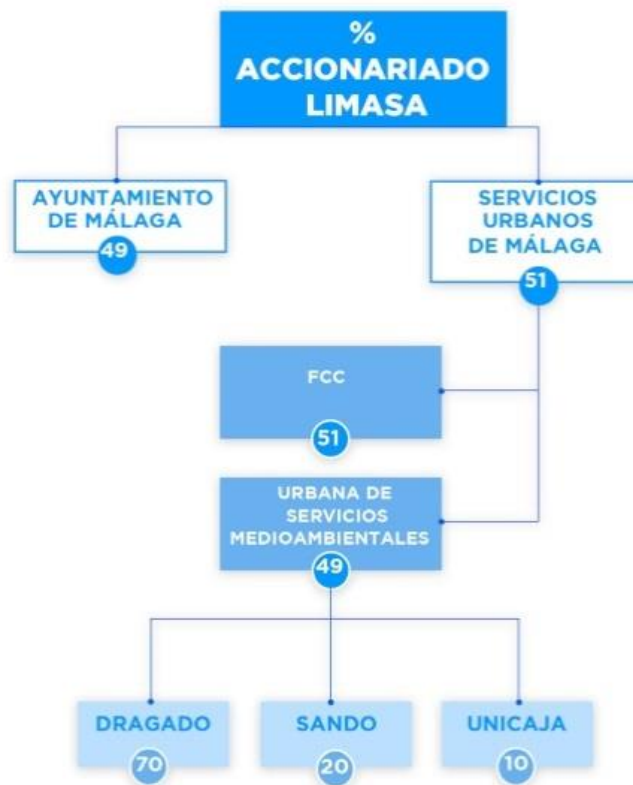 %
ACCIONARIADO
LIMASA
AYUNTAMIENTO
DE MÁLAGA
49
SERVICIOS
URBANOS
DE MÁLAGA
51
FCC
51
URBANA DE
SERVICIOS
MEDIOAMBIENTALES
49
DRAGADO
70
SANDO
20
UNICAJA
10